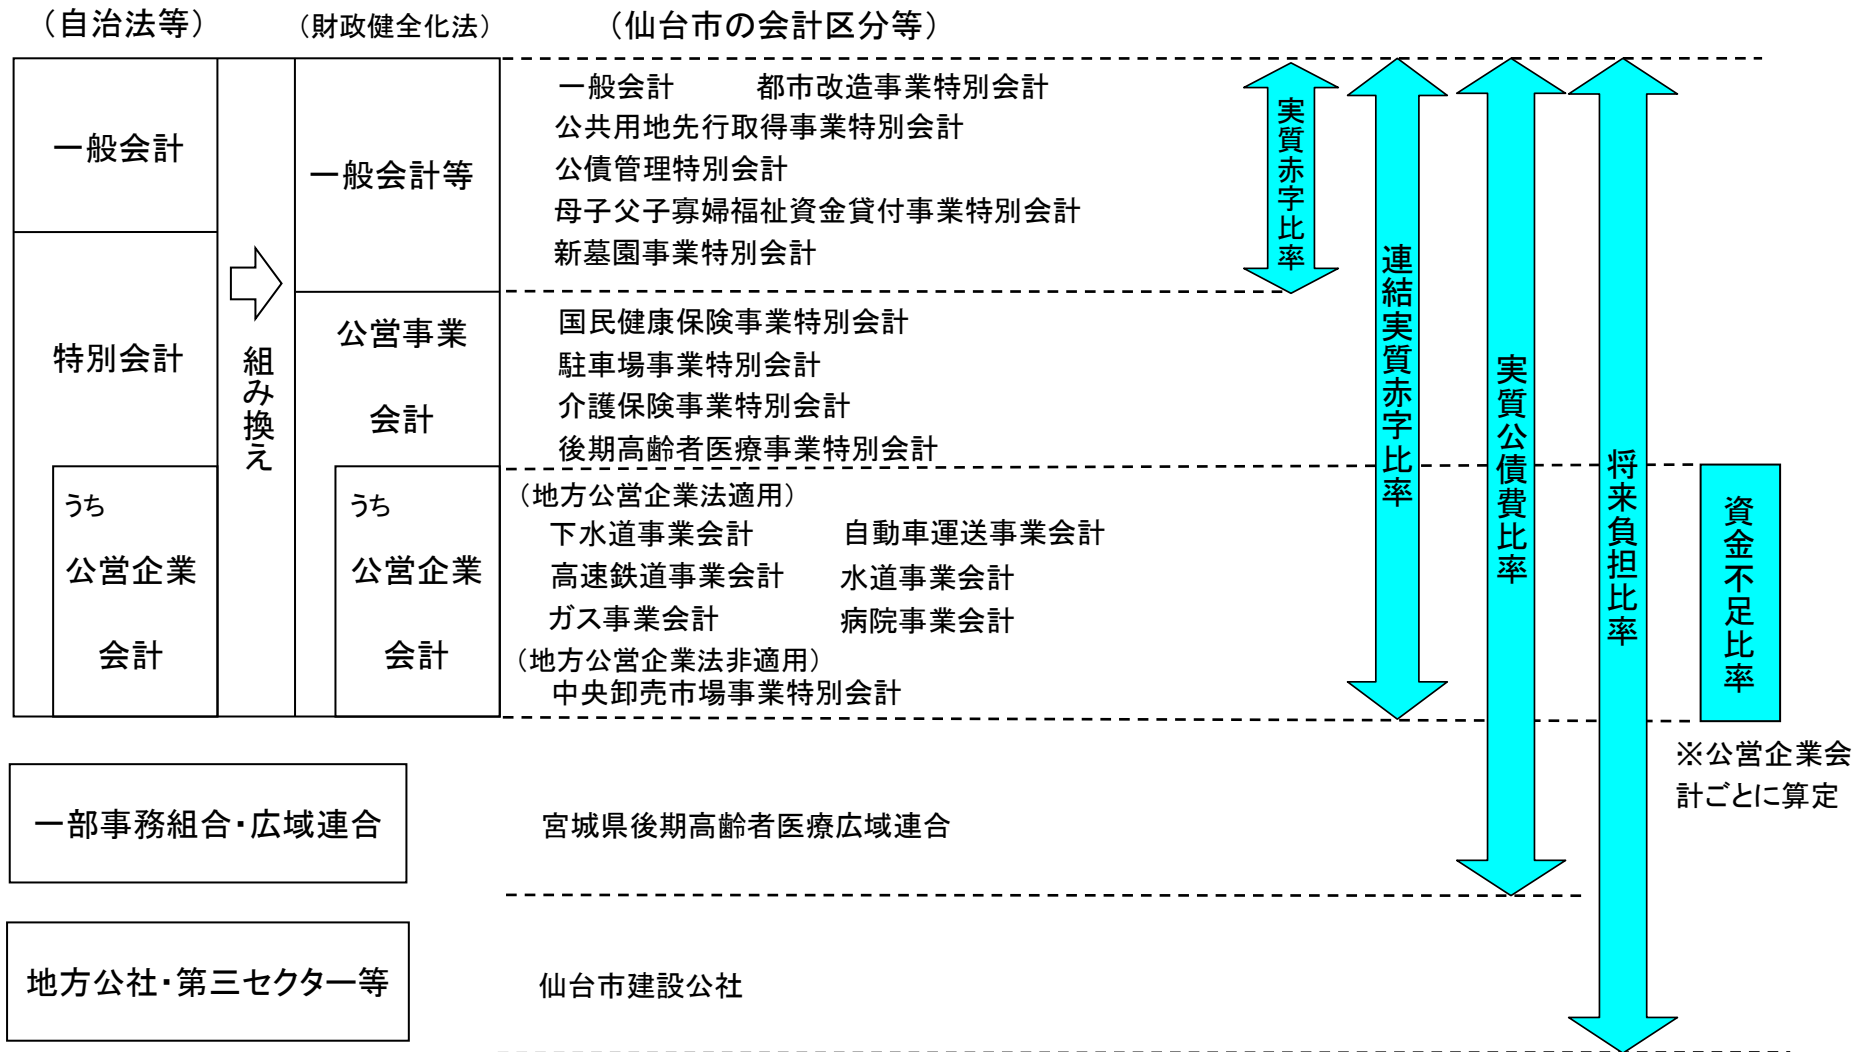 （自治法等）
（財政健全化法）
（仙台市の会計区分等）
一般会計
特別会計
うち
公営企業
会計
組み換え
一般会計等
公営事業
会計
うち
公営企業
会計
一般会計　都市改造事業特別会計
公共用地先行取得事業特別会計
公債管理特別会計
母子父子寡婦福祉資金貸付事業特別会計
新墓園事業特別会計
国民健康保険事業特別会計
駐車場事業特別会計
介護保険事業特別会計
後期高齢者医療事業特別会計
（地方公営企業法適用）
下水道事業会計　自動車運送事業会計
高速鉄道事業会計　水道事業会計
ガス事業会計　病院事業会計
（地方公営企業法非適用）
中央卸売市場事業特別会計
実質赤字比率
連結実質赤字比率
実質公債費比率
将来負担比率
資金不足比率
※公営企業会
計ごとに算定
一部事務組合・広域連合
宮城県後期高齢者医療広域連合
地方公社・第三セクター等
仙台市建設公社